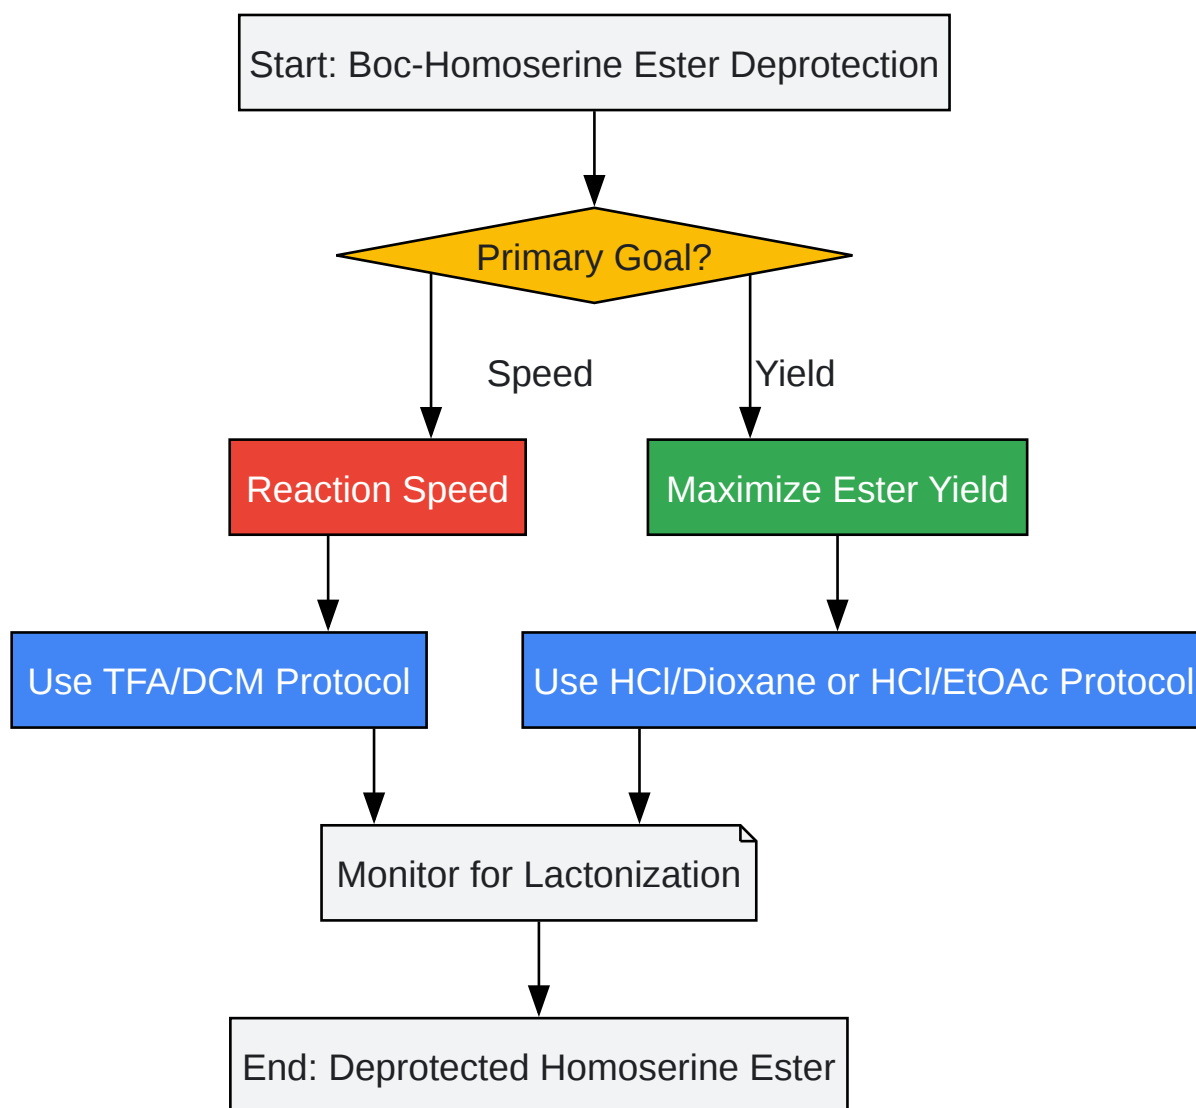 Start: Boc-Homoserine Ester Deprotection
Primary Goal?
Speed
Yield
Reaction Speed
Maximize Ester Yield
Use TFA/DCM Protocol
Use HCl/Dioxane or HCl/EtOAc Protocol
Monitor for Lactonization
End: Deprotected Homoserine Ester